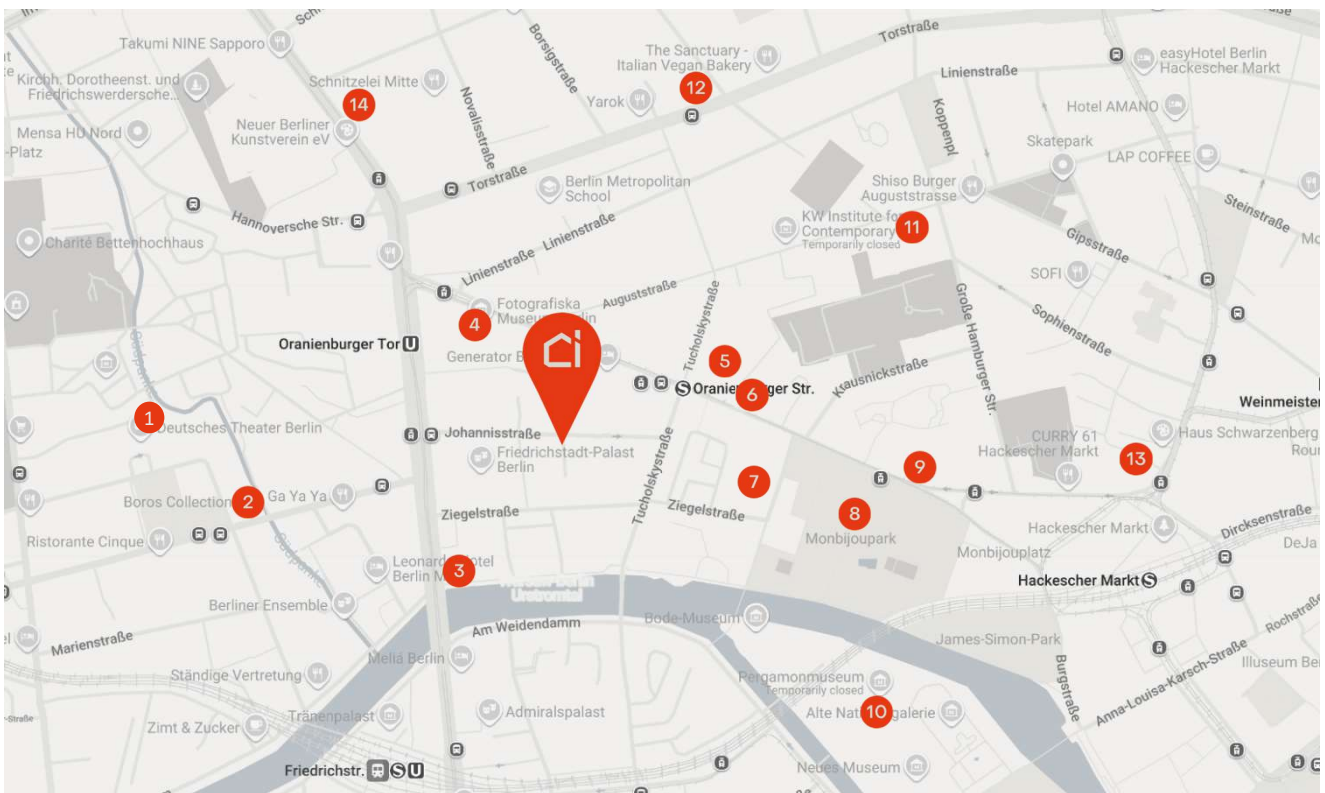 Takumi NINE Sapporo
Kirchh. Dorotheenst. und
Friedrichswerdersche...
Mensa HU Nord
-Platz
Schnitzelei Mitte
14
Neuer Berliner
Kunstverein eV
Novalisstraße
Borsigstraße
The Sanctuary -
Italian Vegan Bakery
12
Yarok
Torstraße
Linienstraße
easyHotel Berlin
Hackescher Markt
Hotel AMANO
Koppenpl
Skatepark
LAP COFFEE
Torstraße
Berlin Metropolitan
School
Shiso Burger
Auguststrasse
KW Institute for
Contemporary
Temporarily closed
11
Steinstraße
Hannoversche Str.
Charité Bettenhochhaus
Linienstraße
Linienstraße
Gipsstraße
SOFI
Auguststraße
Tucholskystraße
Große Hamburger Str.
Sophienstraße
Fotografiska
4
Oranienburger Tor U
Generator
5
S Oranienburger Str.
6
Krausnickstraße
Weinmeister
1
Deutsches Theater Berlin
Johannisstraße
Friedrichstadt-Palast
Berlin
Tucholskystraße
CURRY 61
Hackescher Markt
Haus Schwarzenberg
13
9
7
Boros Collection
2
Ga Ya Ya
Ziegelstraße
Ziegelstraße
8
Monbijoupark
Hackescher Markt
Dircksenstraße
DeJa
Ristorante Cinque
Südpanke
Südpanke
Monbijouplatz
Leonardo Hotel
3
Hackescher Markt S
Berliner Ensemble
Am Weidendamm
Bode-Museum
James-Simon-Park
Rochstraße
Marienstraße
Meliá Berlin
Burgstraße
Anna-Louisa-Karsch-Straße
Ständige Vertretung
Pergamonmuseum
Temporarily closed
10
Zimt & Zucker
Tränenpalast
Admiralspalast
Friedrichstr. S U
Neues Museum